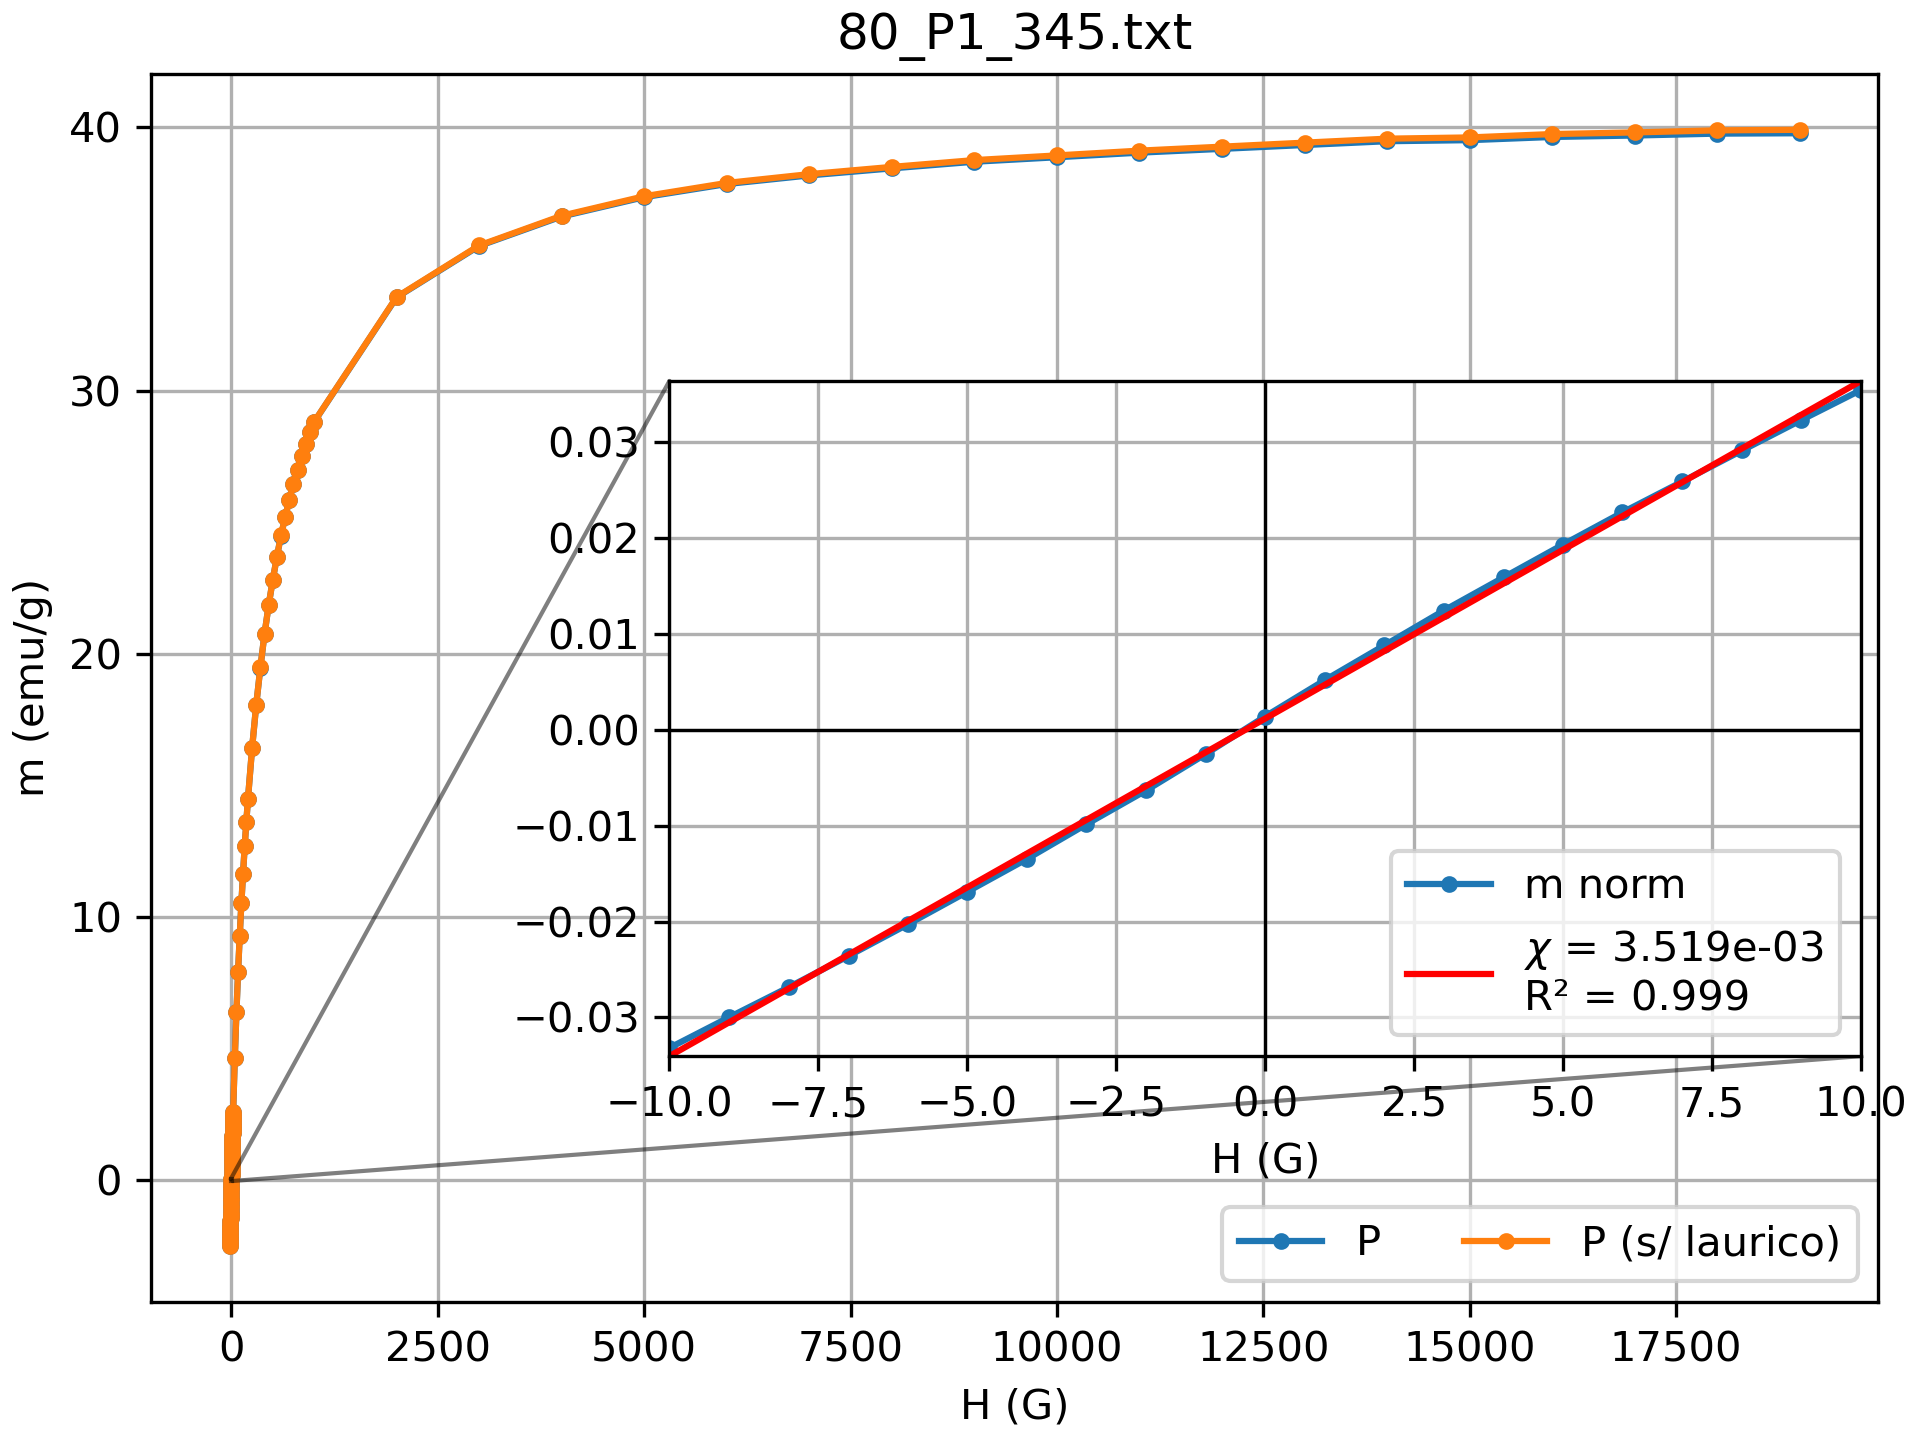 80_P1_345.txt
m (emu/g)
40
30
20
10
0
0.03
0.02
0.01
0.00
−0.01
−0.02
−0.03
m norm
χ = 3.519e-03
R² = 0.999
−10.0 −7.5 −5.0 −2.5 0.0 2.5 5.0 7.5 10.0
H (G)
P P (s/ laurico)
0 2500 5000 7500 10000 12500 15000 17500
H (G)